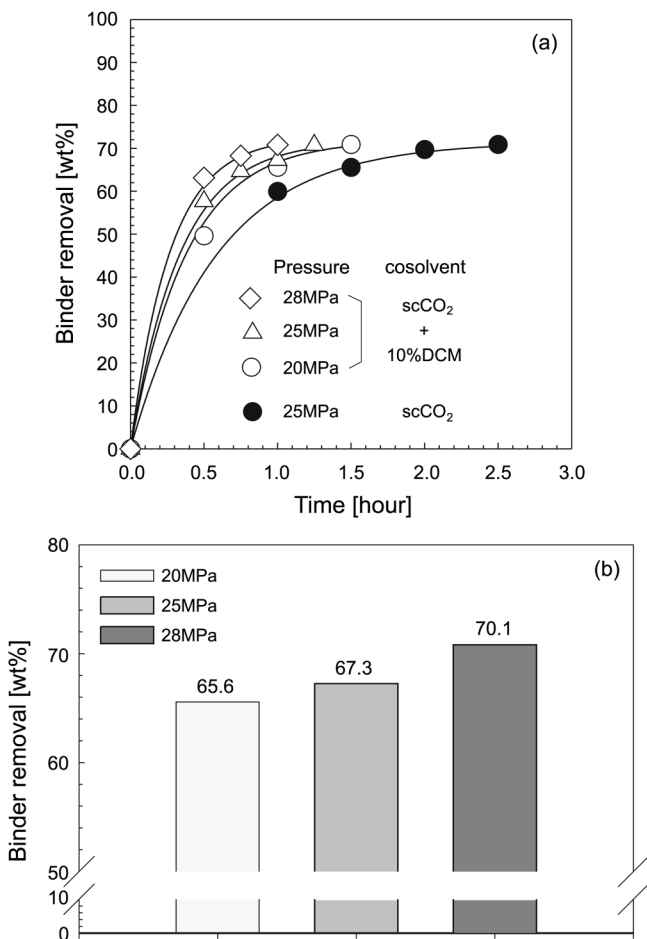 (a)
Binder removal [wt%]
100
90
80
70
60
50
40
30
20
10
0
Pressure cosolvent
28MPa
25MPa
20MPa
scCO₂
+
10%DCM
25MPa scCO₂
0.0 0.5 1.0 1.5 2.0 2.5 3.0
Time [hour]
(b)
Binder removal [wt%]
80
70
60
50
10
0
20MPa
25MPa
28MPa
65.6
67.3
70.1